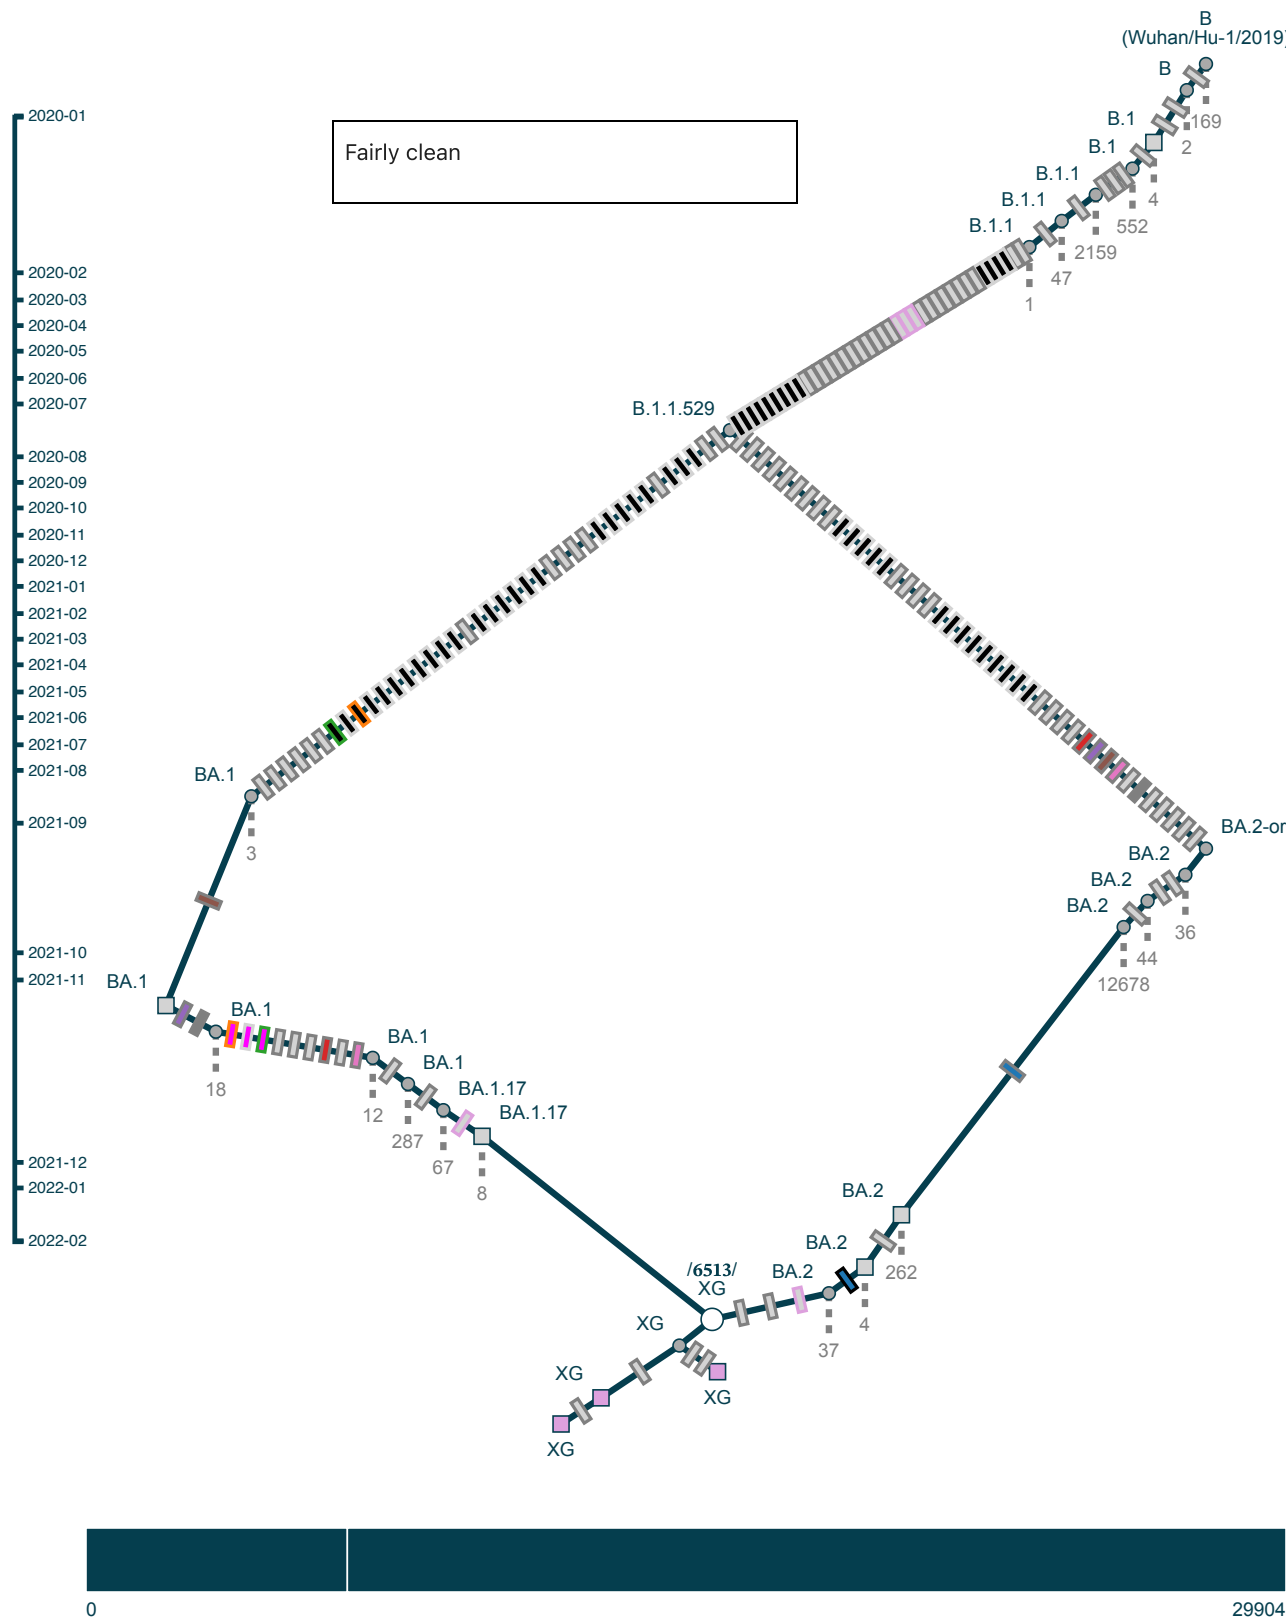 B
(Wuhan/Hu-1/2019)
B
2020-01
B.1
169
Fairly clean
2
B.1
B.1.1
4
B.1.1
552
B.1.1
2159
2020-02
47
2020-03
1
2020-04
2020-05
2020-06
2020-07
B.1.1.529
2020-08
2020-09
2020-10
2020-11
2020-12
2021-01
2021-02
2021-03
2021-04
2021-05
2021-06
2021-07
2021-08
BA.1
2021-09
BA.2-or
3
BA.2
BA.2
BA.2
36
2021-10
44
2021-11
BA.1
12678
BA.1
BA.1
18
BA.1
BA.1.17
12
BA.1.17
287
2021-12
67
2022-01
8
BA.2
2022-02
BA.2
/6513/
BA.2
262
XG
4
XG
37
XG
XG
XG
0
29904